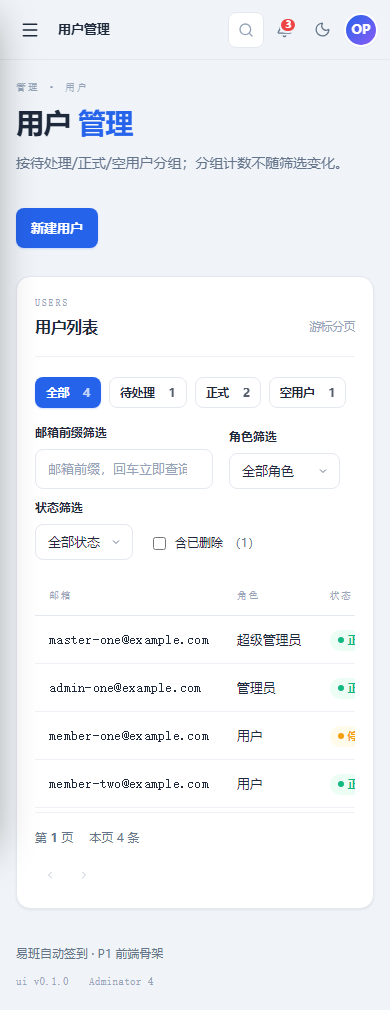 用户管理
3
OP
管理 • 用户
用户 管理
按待处理/正式/空用户分组；分组计数不随筛选变化。
新建用户
USERS
用户列表
游标分页
全部 4 待处理 1 正式 2 空用户 1
邮箱前缀筛选
角色筛选
邮箱前缀，回车立即查询
全部角色
状态筛选
全部状态
含已删除 (1)
邮箱 角色 状态
master-one@example.com 超级管理员
admin-one@example.com 管理员
member-one@example.com 用户
member-two@example.com 用户
第 1 页 本页 4 条
易班自动签到 · P1 前端骨架
ui v0.1.0 Adminator 4